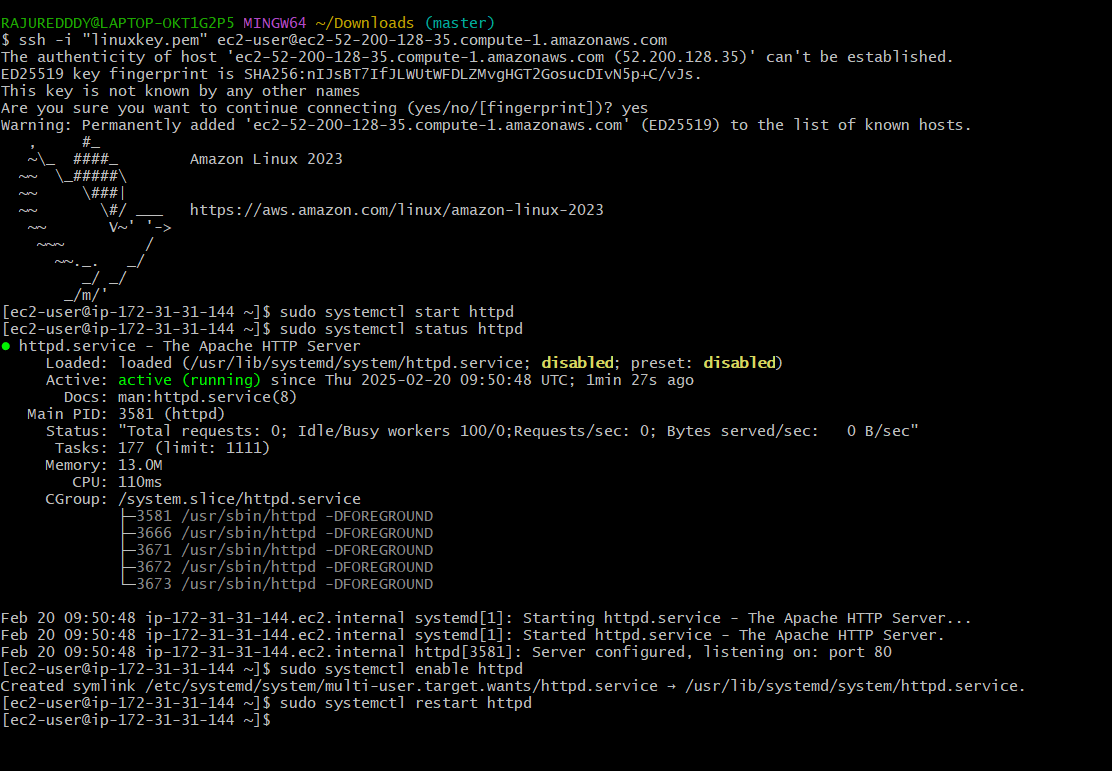 RAJUREDDDY@LAPTOP-OKT1G2P5 MINGW64 ~/Downloads (master)
$ ssh -i "linuxkey.pem" ec2-user@ec2-52-200-128-35.compute-1.amazonaws.com
The authenticity of host 'ec2-52-200-128-35.compute-1.amazonaws.com (52.200.128.35)' can't be established.
ED25519 key fingerprint is SHA256:nIJsBT7IfJLWUtWFDLZMvgHGT2GosucDIvN5p+C/vJs.
This key is not known by any other names
Are you sure you want to continue connecting (yes/no/[fingerprint])? yes
Warning: Permanently added 'ec2-52-200-128-35.compute-1.amazonaws.com' (ED25519) to the list of known hosts.
   ,     #_
   ~\_  ####_        Amazon Linux 2023
  ~~  \_#####\
  ~~     \###|
  ~~       \#/ ___   https://aws.amazon.com/linux/amazon-linux-2023
   ~~       V~' '->
    ~~~         /
      ~~._.   _/
         _/ _/
       _/m/'
[ec2-user@ip-172-31-31-144 ~]$ sudo systemctl start httpd
[ec2-user@ip-172-31-31-144 ~]$ sudo systemctl status httpd
● httpd.service - The Apache HTTP Server
     Loaded: loaded (/usr/lib/systemd/system/httpd.service; disabled; preset: disabled)
     Active: active (running) since Thu 2025-02-20 09:50:48 UTC; 1min 27s ago
       Docs: man:httpd.service(8)
   Main PID: 3581 (httpd)
     Status: "Total requests: 0; Idle/Busy workers 100/0;Requests/sec: 0; Bytes served/sec:   0 B/sec"
      Tasks: 177 (limit: 1111)
     Memory: 13.0M
        CPU: 110ms
     CGroup: /system.slice/httpd.service
             ├─3581 /usr/sbin/httpd -DFOREGROUND
             ├─3666 /usr/sbin/httpd -DFOREGROUND
             ├─3671 /usr/sbin/httpd -DFOREGROUND
             ├─3672 /usr/sbin/httpd -DFOREGROUND
             └─3673 /usr/sbin/httpd -DFOREGROUND
Feb 20 09:50:48 ip-172-31-31-144.ec2.internal systemd[1]: Starting httpd.service - The Apache HTTP Server...
Feb 20 09:50:48 ip-172-31-31-144.ec2.internal systemd[1]: Started httpd.service - The Apache HTTP Server.
Feb 20 09:50:48 ip-172-31-31-144.ec2.internal httpd[3581]: Server configured, listening on: port 80
[ec2-user@ip-172-31-31-144 ~]$ sudo systemctl enable httpd
Created symlink /etc/systemd/system/multi-user.target.wants/httpd.service → /usr/lib/systemd/system/httpd.service.
[ec2-user@ip-172-31-31-144 ~]$ sudo systemctl restart httpd
[ec2-user@ip-172-31-31-144 ~]$